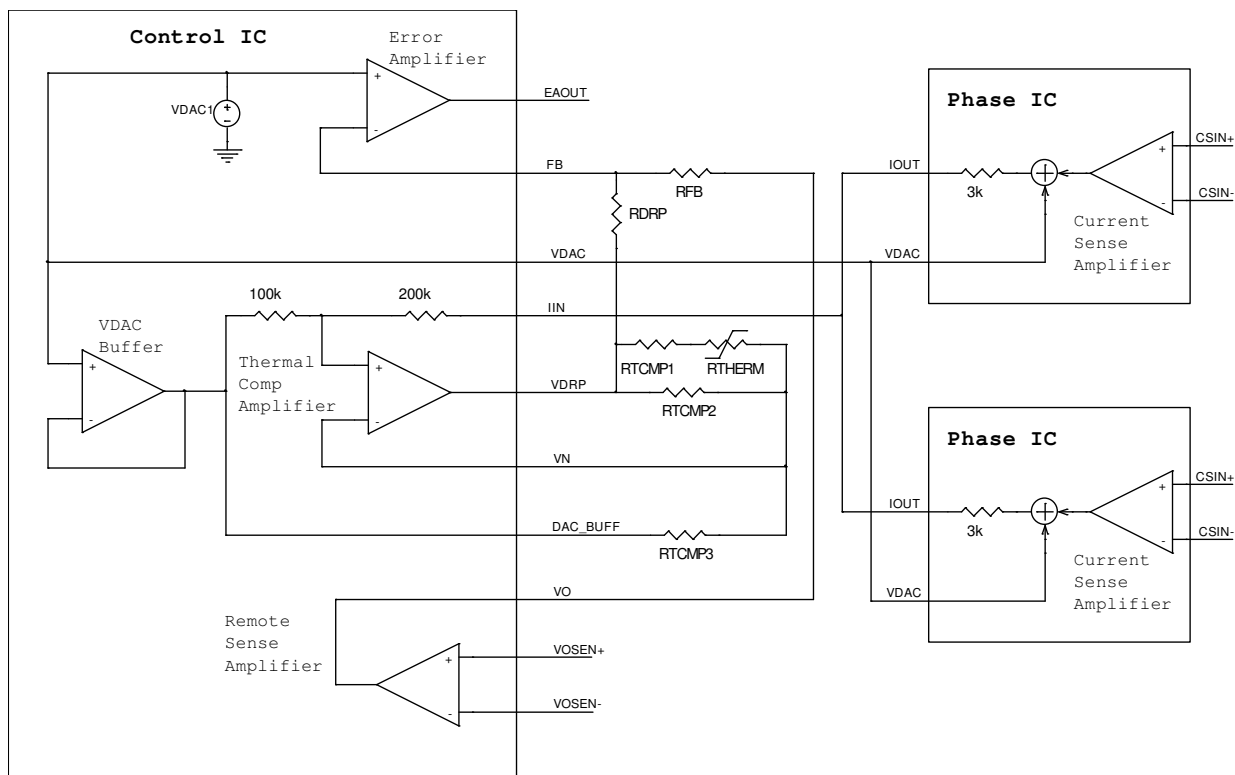 Control IC
Error
Amplifier
+
-
VDAC1
+
-
EAOUT
FB
RFB
RDRP
VDAC
100k
200k
IIN
VDAC
Buffer
+
-
Thermal
Comp
Amplifier
+
-
VDRP
RTCMP1
RTHERM
RTCMP2
VN
DAC_BUFF
RTCMP3
VO
Remote
Sense
Amplifier
+
-
VOSEN+
VOSEN-
Phase IC
IOUT
3k
+
-
CSIN+
CSIN-
VDAC
Current
Sense
Amplifier
Phase IC
IOUT
3k
+
-
CSIN+
CSIN-
VDAC
Current
Sense
Amplifier